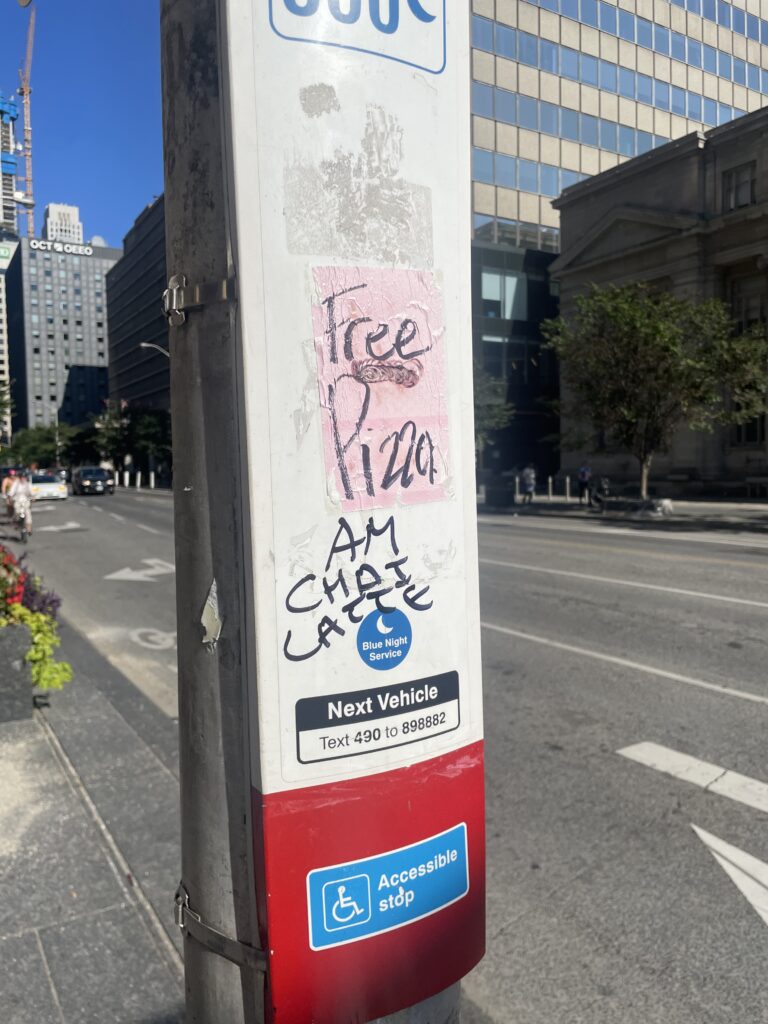 Free
Pizza
AM
CHAI
LATTE
Blue Night
Service
Next Vehicle
Text 490 to 898882
Accessible
stop